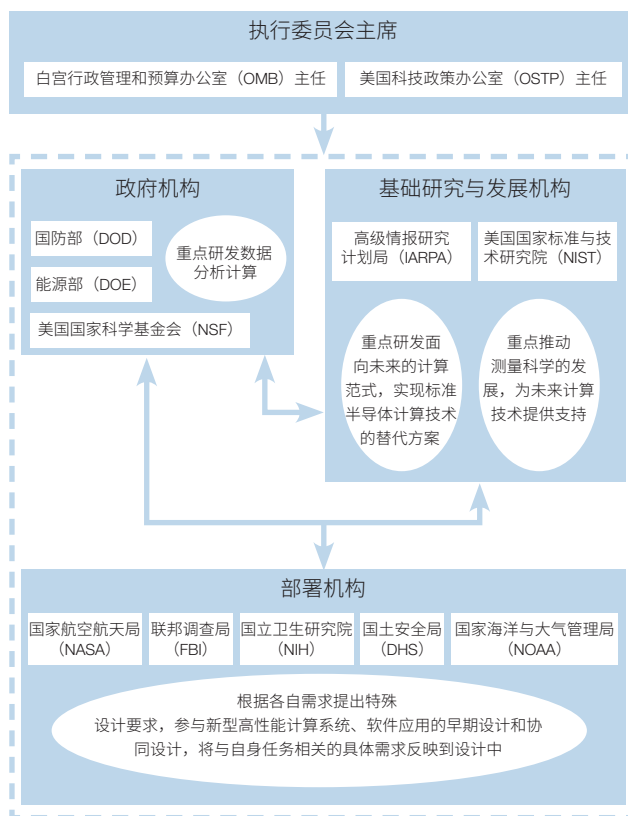 执行委员会主席
白宫行政管理和预算办公室（OMB）主任
美国科技政策办公室（OSTP）主任
政府机构
国防部（DOD）
能源部（DOE）
美国国家科学基金会（NSF）
重点研发数据
分析计算
基础研究与发展机构
高级情报研究
计划局（IARPA）
美国国家标准与技
术研究院（NIST）
重点研发面
向未来的计算
范式，实现标准
半导体计算技术
的替代方案
重点推动
测量科学的发
展，为未来计算
技术提供支持
部署机构
国家航空航天局
（NASA）
联邦调查局
（FBI）
国立卫生研究院
（NIH）
国土安全局
（DHS）
国家海洋与大气管理局
（NOAA）
根据各自需求提出特殊
设计要求，参与新型高性能计算系统、软件应用的早期设计和协
同设计，将与自身任务相关的具体需求反映到设计中